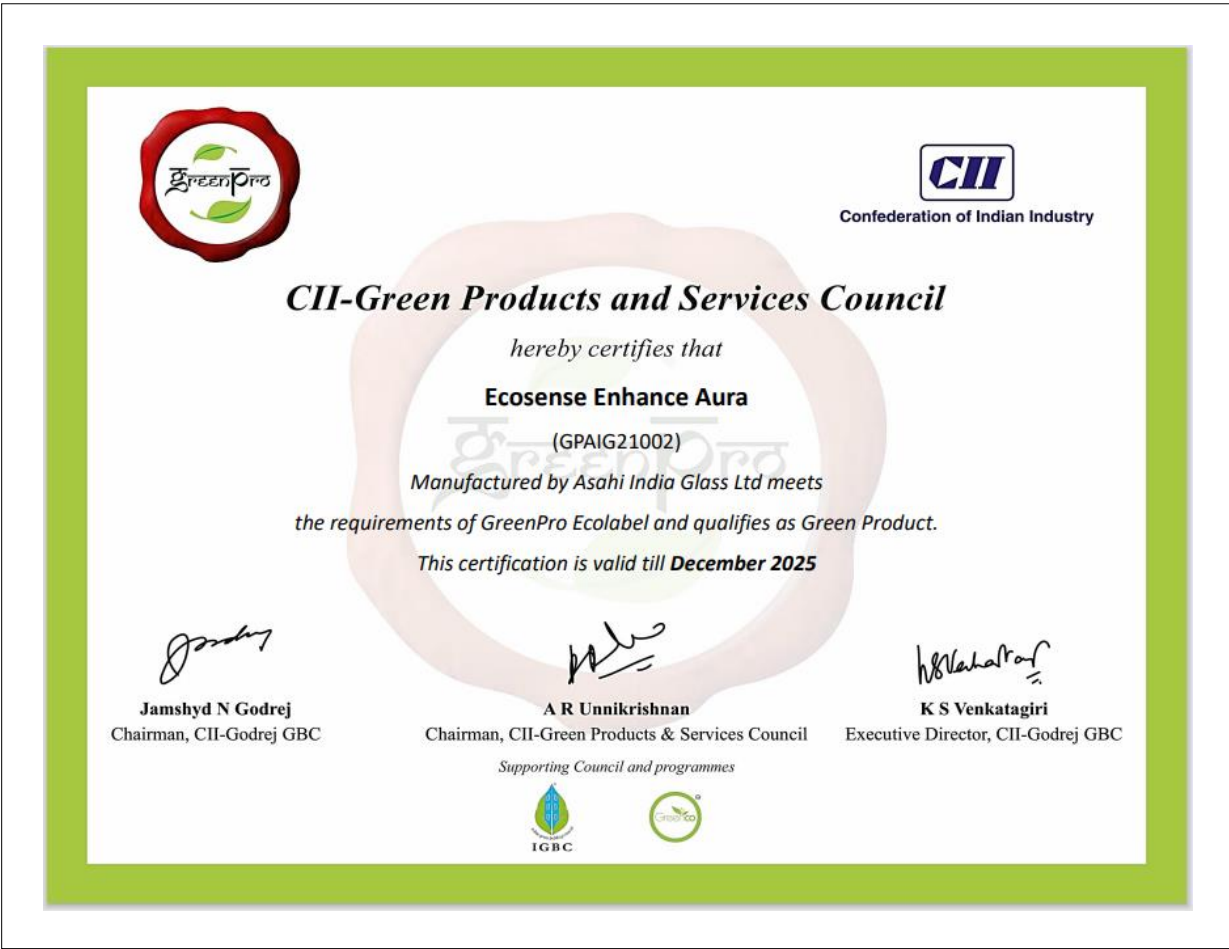 GreenPro
CII
Confederation of Indian Industry
CII-Green Products and Services Council
hereby certifies that
Ecosense Enhance Aura
(GPAIG21002)
GreenPro
Manufactured by Asahi India Glass Ltd meets
the requirements of GreenPro Ecolabel and qualifies as Green Product.
This certification is valid till December 2025
Jamshyd N Godrej
Chairman, CII-Godrej GBC
A R Unnikrishnan
Chairman, CII-Green Products & Services Council
K S Venkatagiri
Executive Director, CII-Godrej GBC
Supporting Council and programmes
IGBC
Greenco